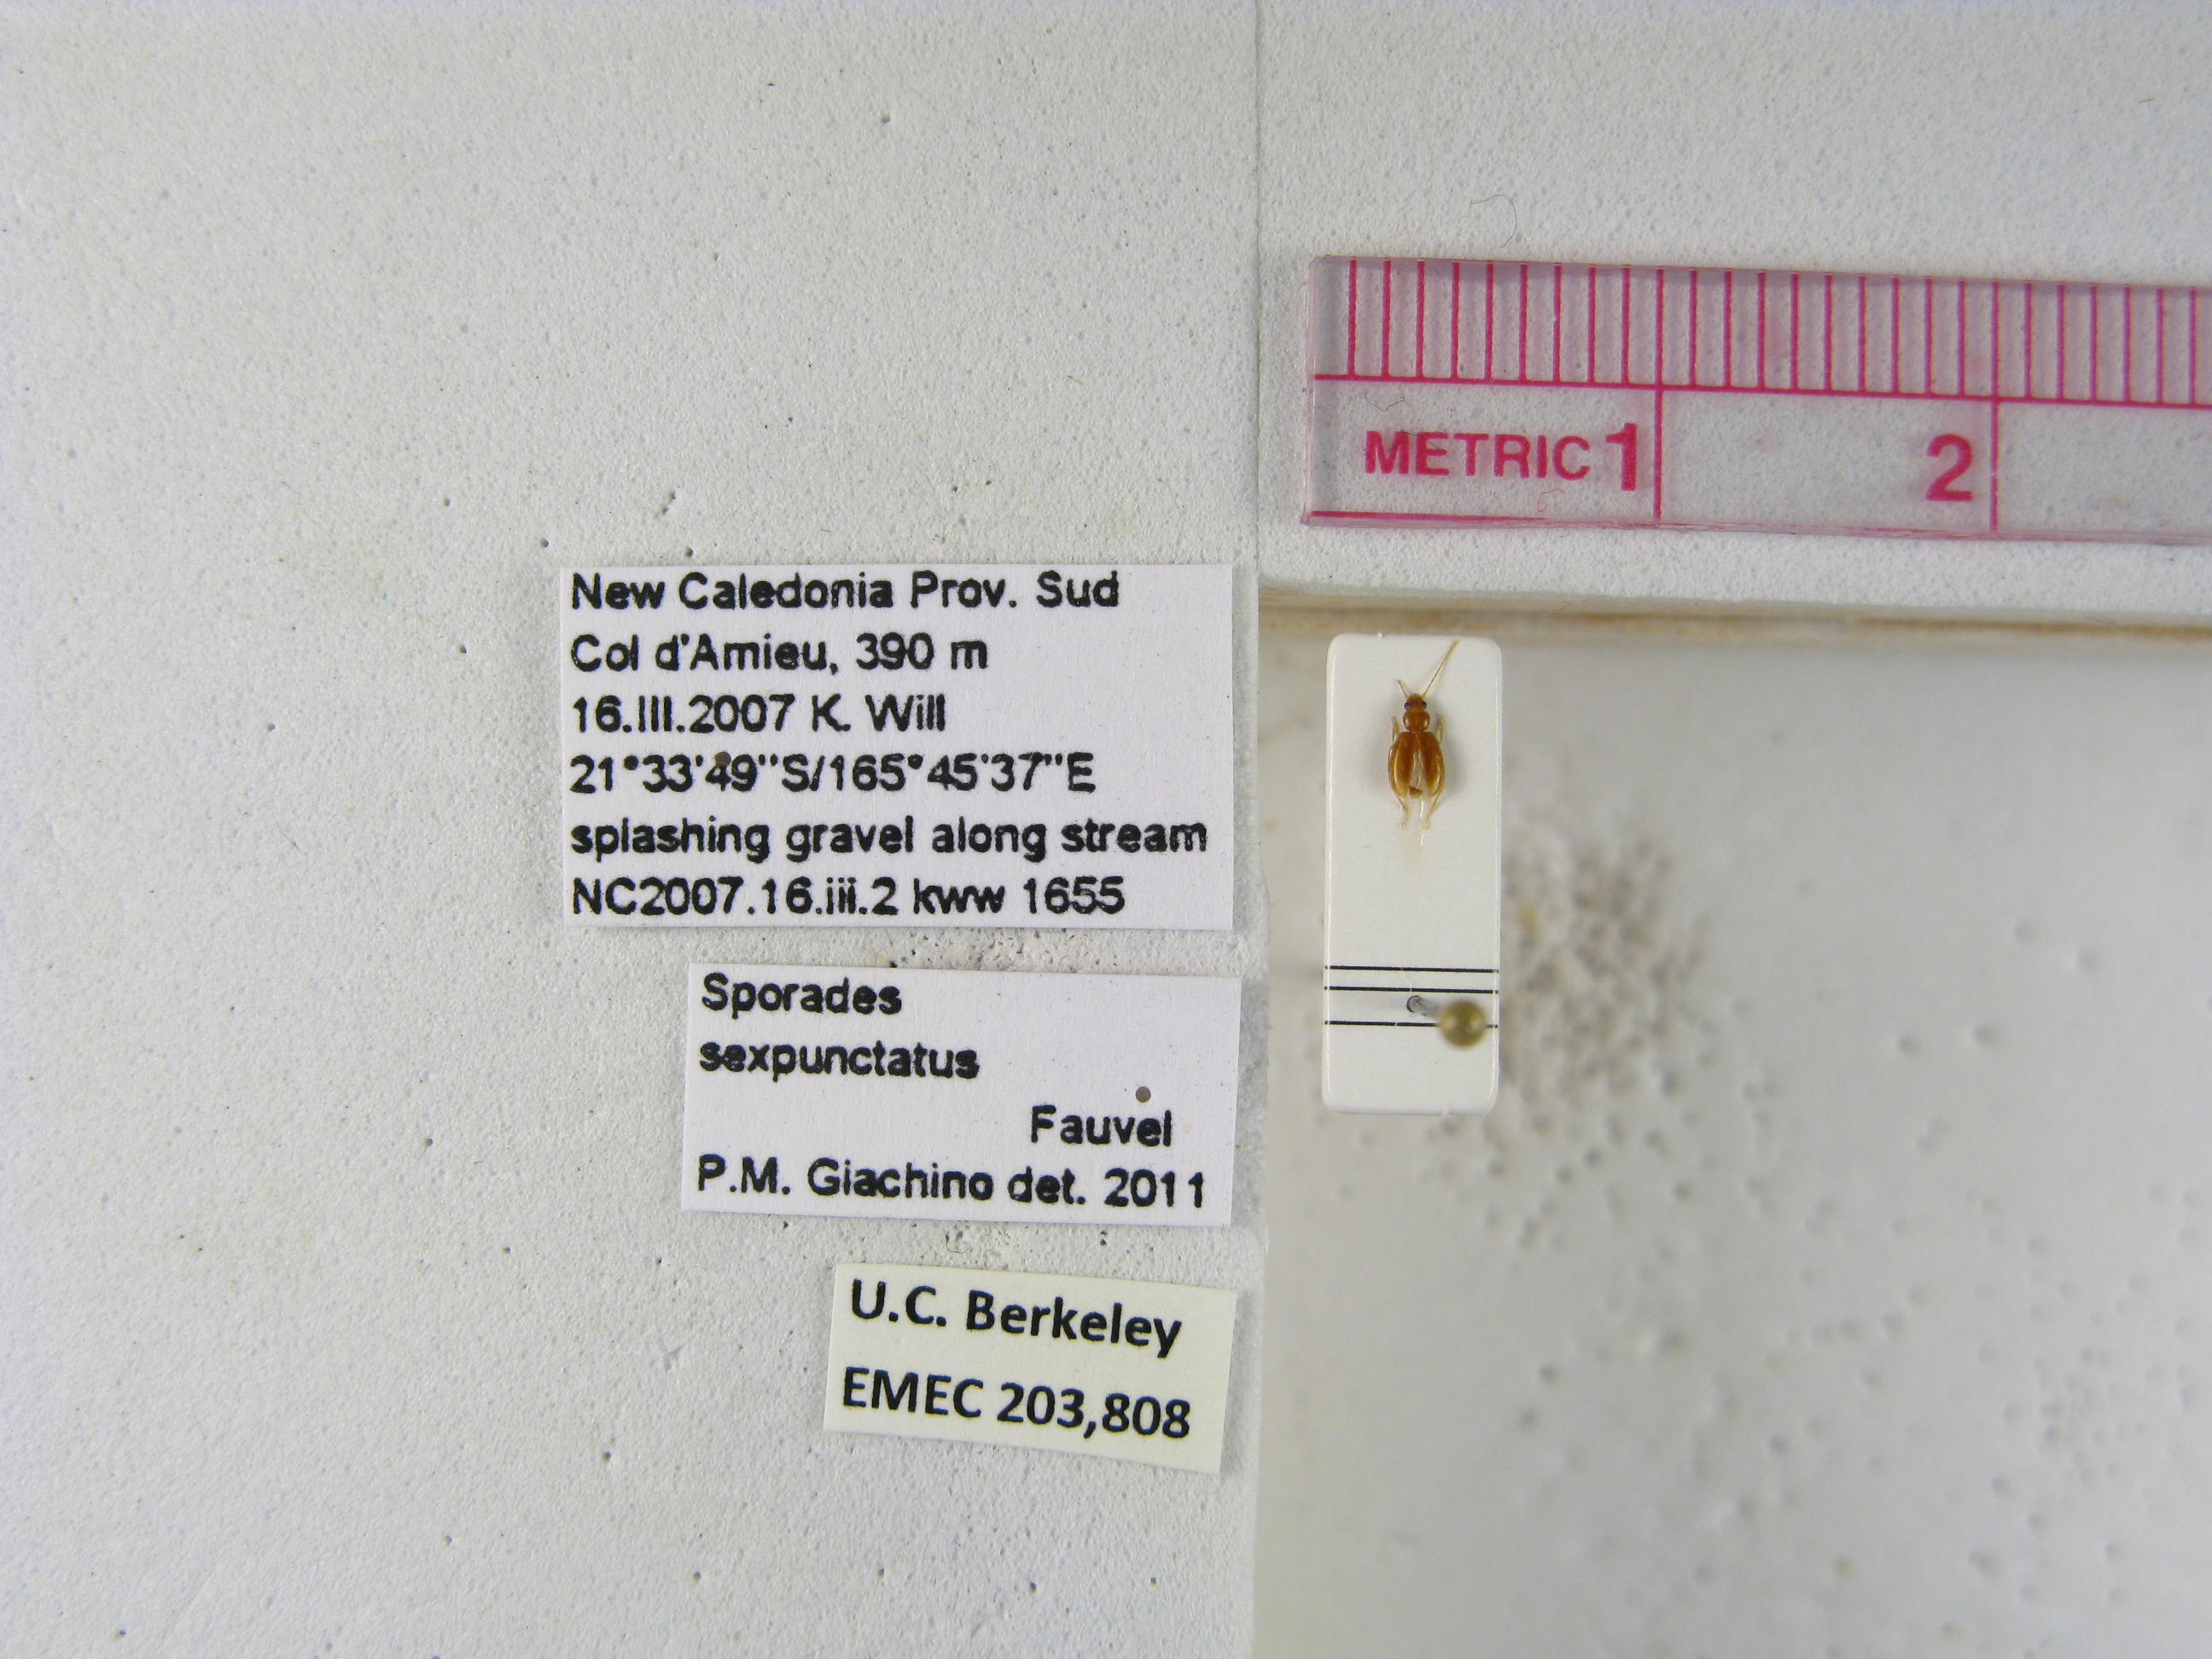 METRIC 1 2
New Caledonia Prov. Sud
Col d'Amieu, 390 m
16.III.2007 K. Will
21°33'49''S/165°45'37''E
splashing gravel along stream
NC2007.16.iii.2 kww 1655
Sporades
sexpunctatus
Fauvel
P.M. Giachino det. 2011
U.C. Berkeley
EMEC 203,808